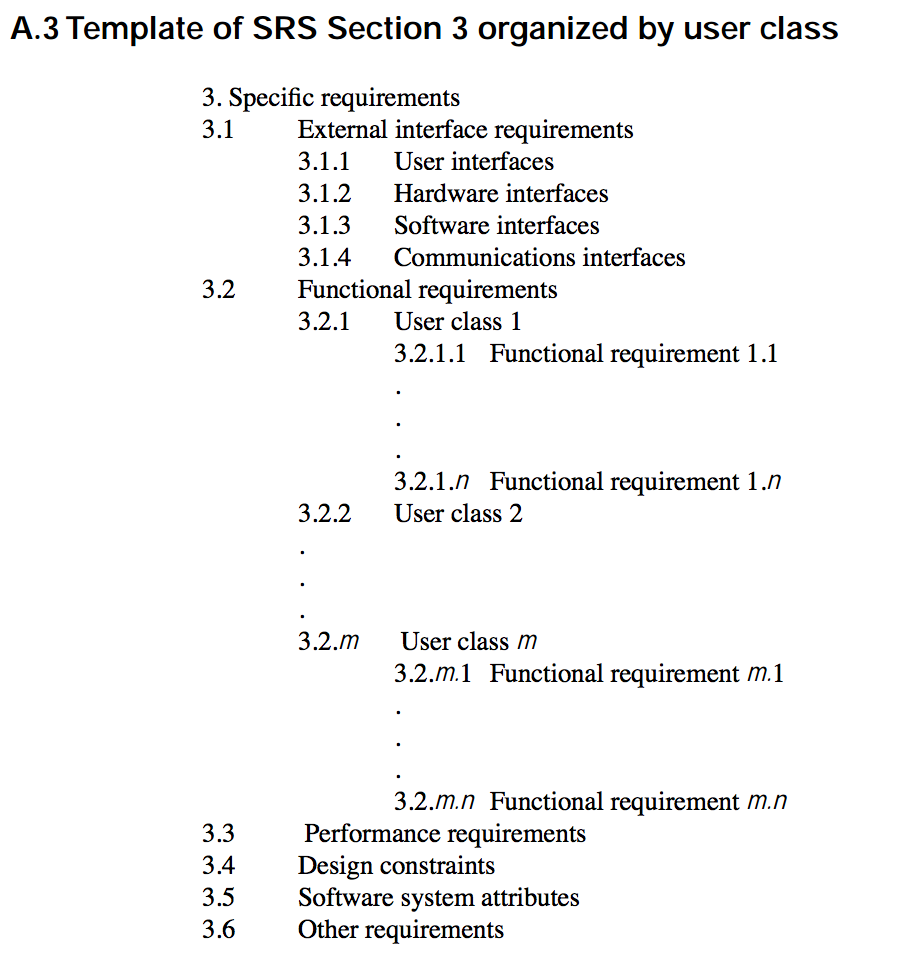 A.3 Template of SRS Section 3 organized by user class
3. Specific requirements
3.1 External interface requirements
3.1.1 User interfaces
3.1.2 Hardware interfaces
3.1.3 Software interfaces
3.1.4 Communications interfaces
3.2 Functional requirements
3.2.1 User class 1
3.2.1.1 Functional requirement 1.1
.
.
.
3.2.1.n Functional requirement 1.n
3.2.2 User class 2
.
.
.
3.2.m User class m
3.2.m.1 Functional requirement m.1
.
.
.
3.2.m.n Functional requirement m.n
3.3 Performance requirements
3.4 Design constraints
3.5 Software system attributes
3.6 Other requirements